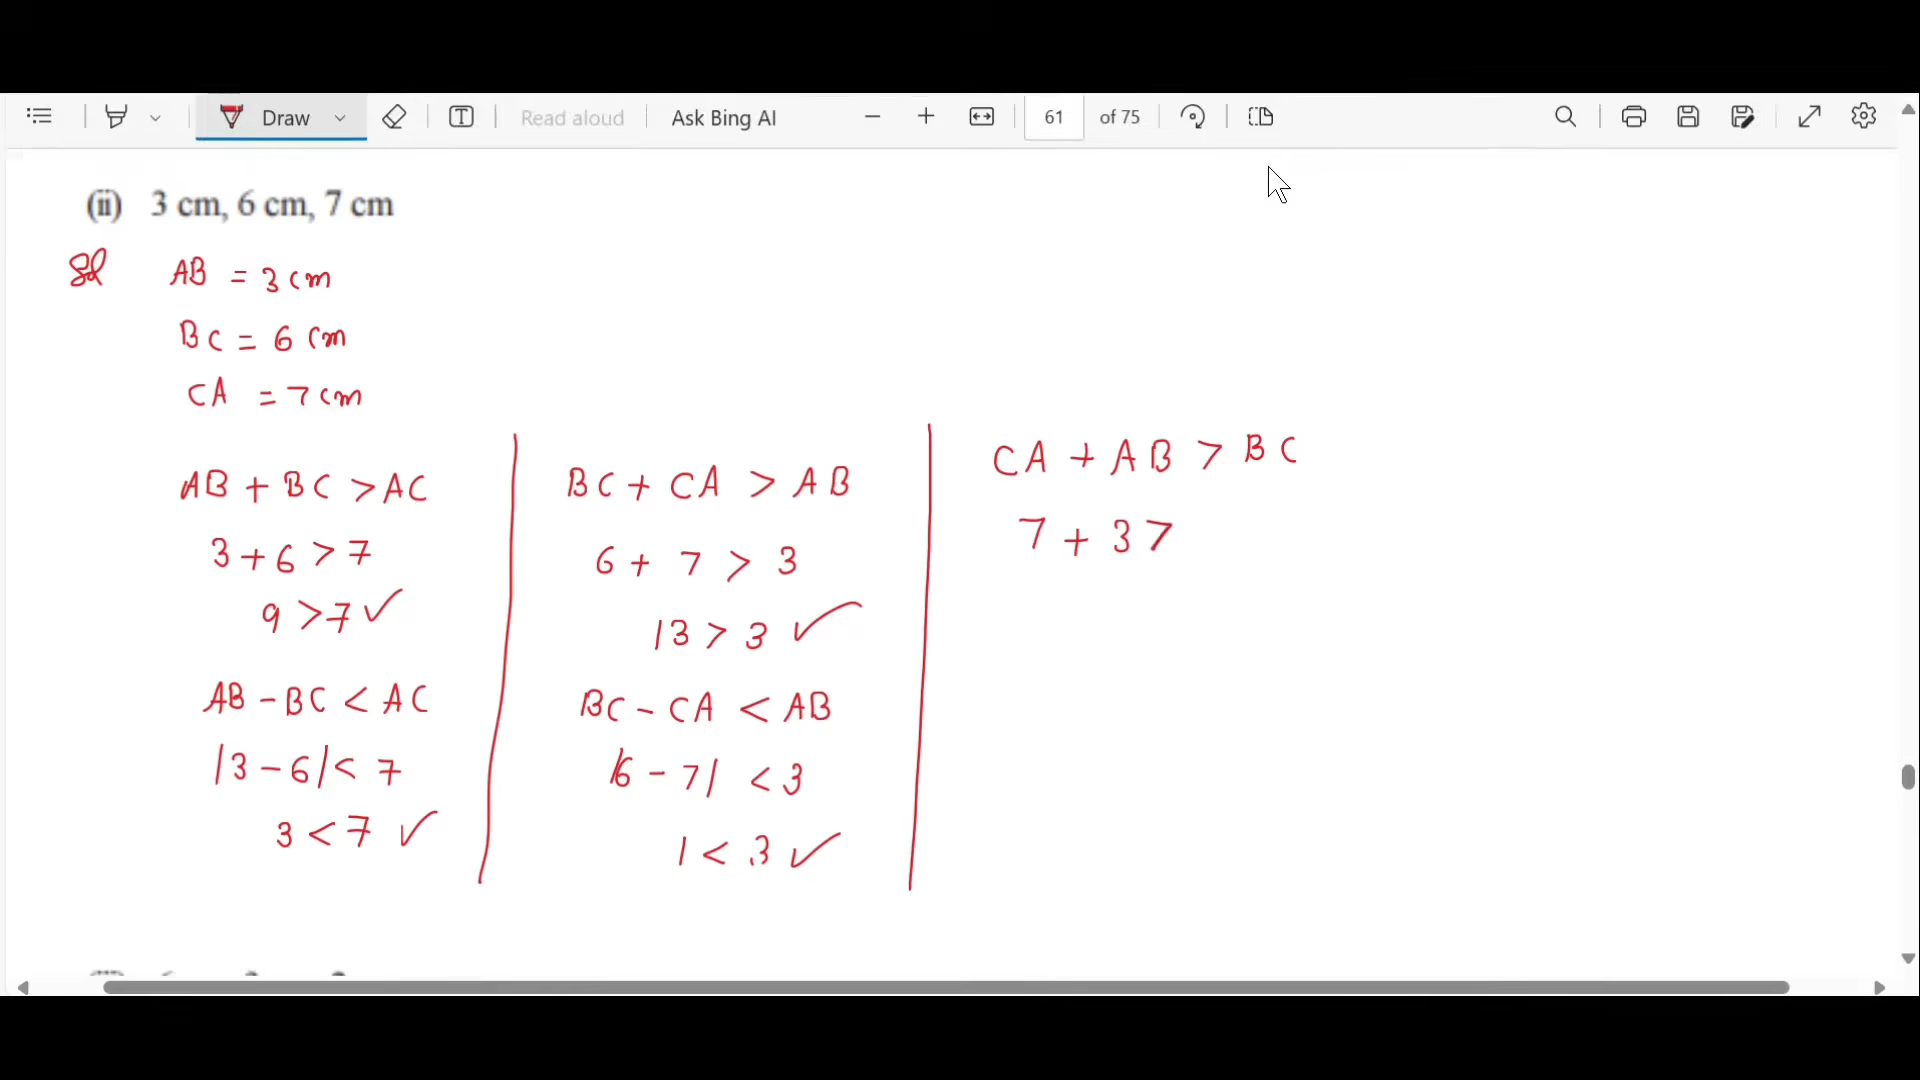 Draw Read aloud Ask Bing AI 61 of 75
(ii) 3 cm, 6 cm, 7 cm
Sol AB = 3 cm
BC = 6 cm
CA = 7 cm
AB + BC > AC
3 + 6 > 7
9 > 7 ✓
AB - BC < AC
|3 - 6| < 7
3 < 7 ✓
BC + CA > AB
6 + 7 > 3
13 > 3 ✓
BC - CA < AB
|6 - 7| < 3
1 < 3 ✓
CA + AB > BC
7 + 3 >